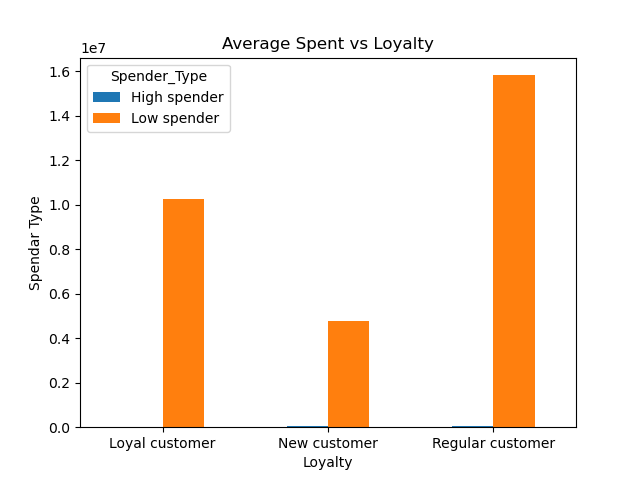 Average Spent vs Loyalty
1e7
Spender_Type
High spender
Low spender
1.6
1.4
1.2
1.0
0.8
0.6
0.4
0.2
0.0
Spendar Type
Loyal customer
New customer
Regular customer
Loyalty